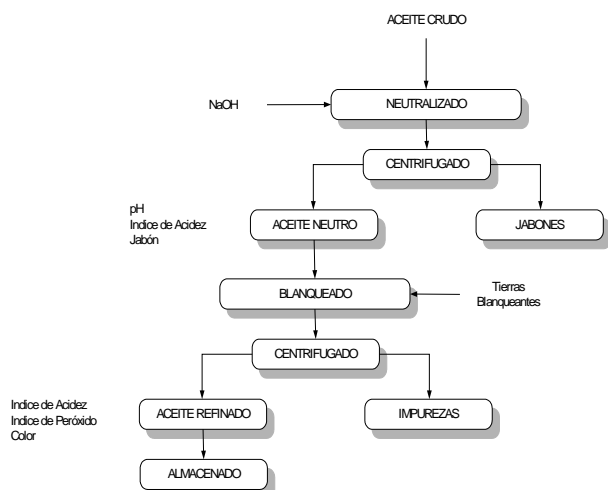 ACEITE CRUDO
NaOH
NEUTRALIZADO
CENTRIFUGADO
pH
Indice de Acidez
Jabón
ACEITE NEUTRO
JABONES
BLANQUEADO
Tierras
Blanqueantes
CENTRIFUGADO
Indice de Acidez
Indice de Peróxido
Color
ACEITE REFINADO
IMPUREZAS
ALMACENADO